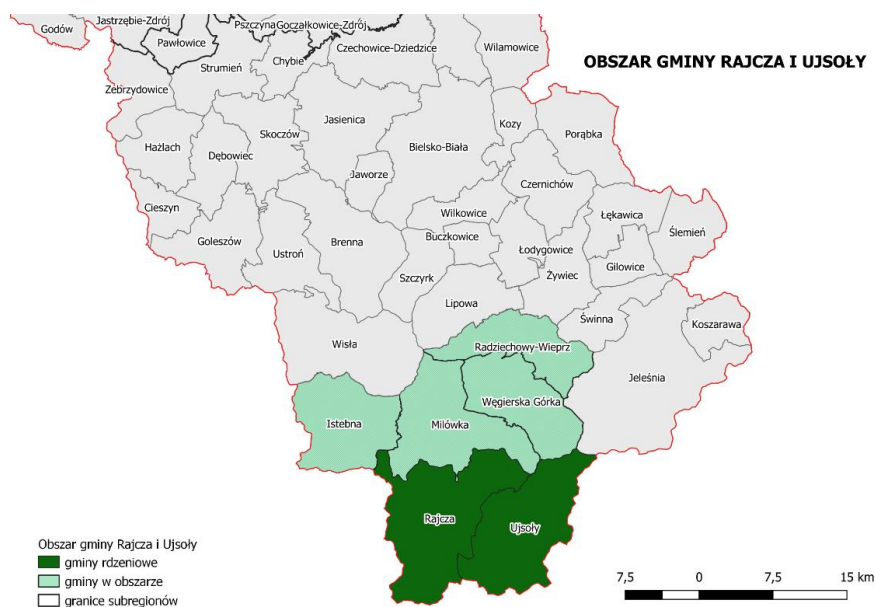 Jastrzębie-Zdrój
Pszczyna
Goczałkowice-Zdrój
Godów
Pawłowice
Czechowice-Dziedzice
Wilamowice
Chybie
Strumień
OBSZAR GMINY RAJCZA I UJSOŁY
Zebrzydowice
Kozy
Jasienica
Skoczów
Porąbka
Hażlach
Bielsko-Biała
Dębowiec
Jaworze
Czernichów
Cieszyn
Wilkowice
Łękawica
Ślemień
Goleszów
Brenna
Buczkowice
Ustroń
Łodygowice
Gilowice
Szczyrk
Żywiec
Lipowa
Świnna
Koszarawa
Wisła
Radziechowy-Wieprz
Jeleśnia
Węgierska Górka
Istebna
Milówka
Rajcza
Ujsoły
Obszar gminy Rajcza i Ujsoły
gminy rdzeniowe
gminy w obszarze
granice subregionów
7,5 0 7,5 15 km